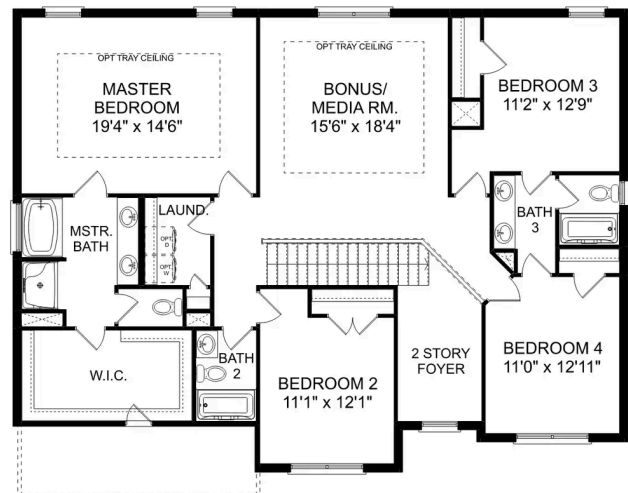 OPT TRAY CEILING
MASTER
BEDROOM
19'4" x 14'6"
OPT TRAY CEILING
BONUS/
MEDIA RM.
15'6" x 18'4"
BEDROOM 3
11'2" x 12'9"
LAUND.
OPT. D
OPT. W
MSTR.
BATH
BATH
3
W.I.C.
BATH
2
BEDROOM 2
11'1" x 12'1"
2 STORY
FOYER
BEDROOM 4
11'0" x 12'11"